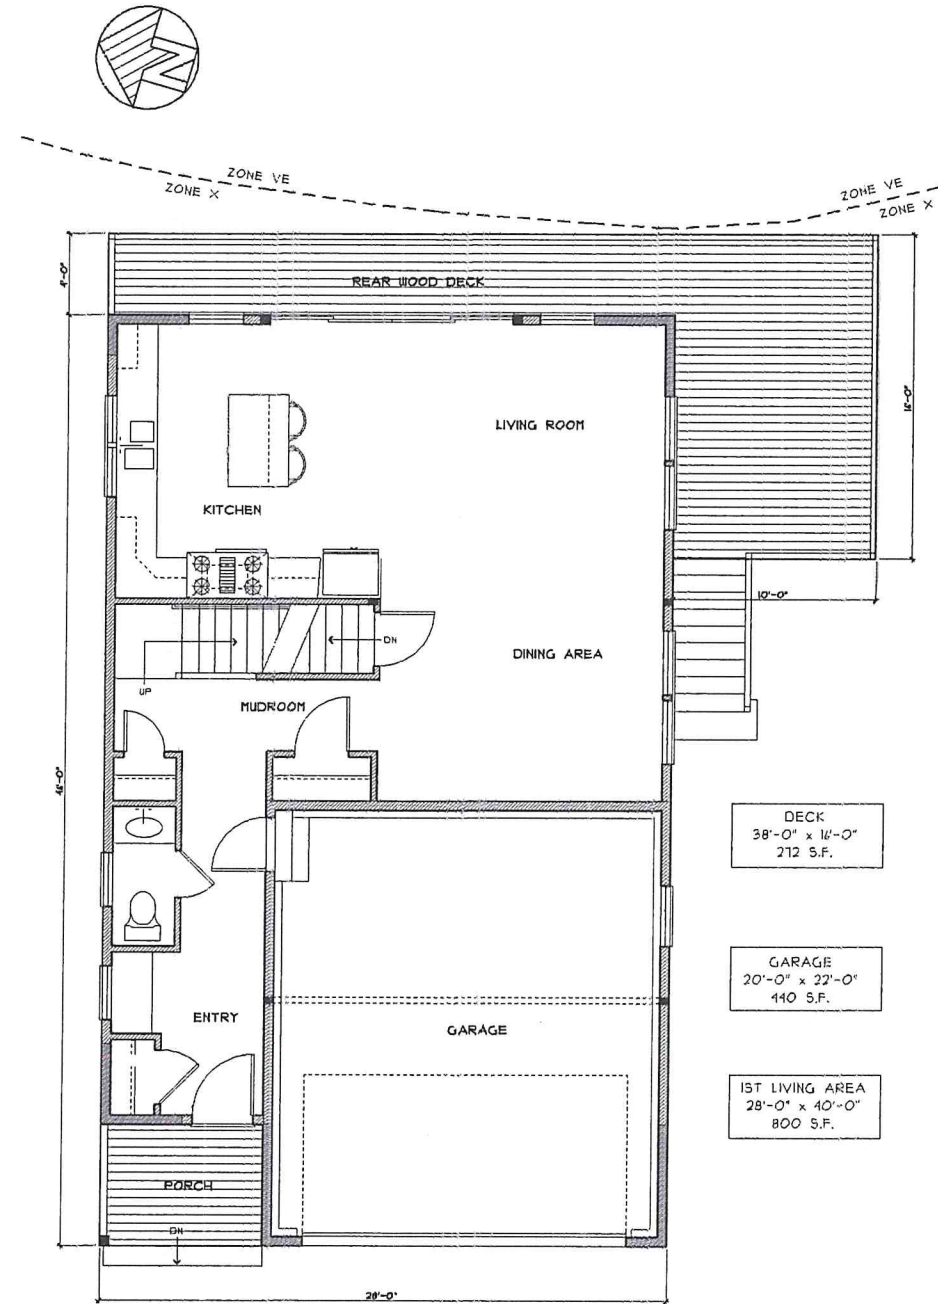 N
ZONE VE
ZONE X
ZONE VE
ZONE X
4'-0"
REAR WOOD DECK
16'-0"
LIVING ROOM
KITCHEN
10'-0"
DN
DINING AREA
UP
MUDROOM
46'-0"
DECK
38'-0" x 16'-0"
272 S.F.
GARAGE
20'-0" x 22'-0"
440 S.F.
ENTRY
GARAGE
1ST LIVING AREA
28'-0" x 40'-0"
800 S.F.
PORCH
DN
28'-0"